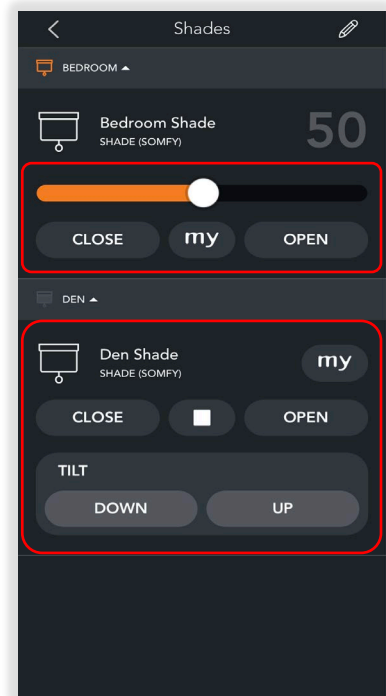 Shades
BEDROOM
Bedroom Shade
50
SHADE (SOMFY)
CLOSE my OPEN
DEN
Den Shade
my
SHADE (SOMFY)
CLOSE OPEN
TILT
DOWN UP